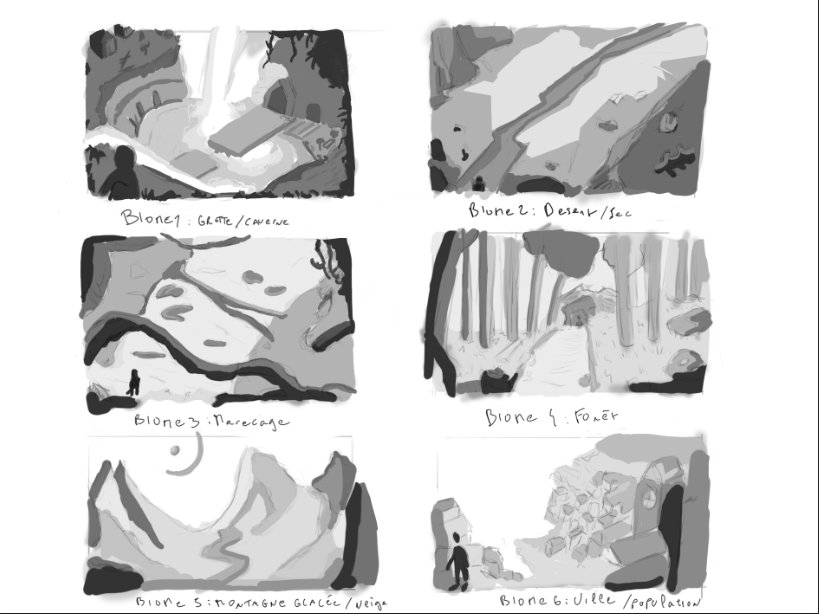 Biome 1 : Grotte/caverne
Biome 2 : Desert/Sec
Biome 3 : Marecage
Biome 4 : Forêt
Biome 5 : MONTAGNE GLACÉE/Neige
Biome 6 : Ville/population